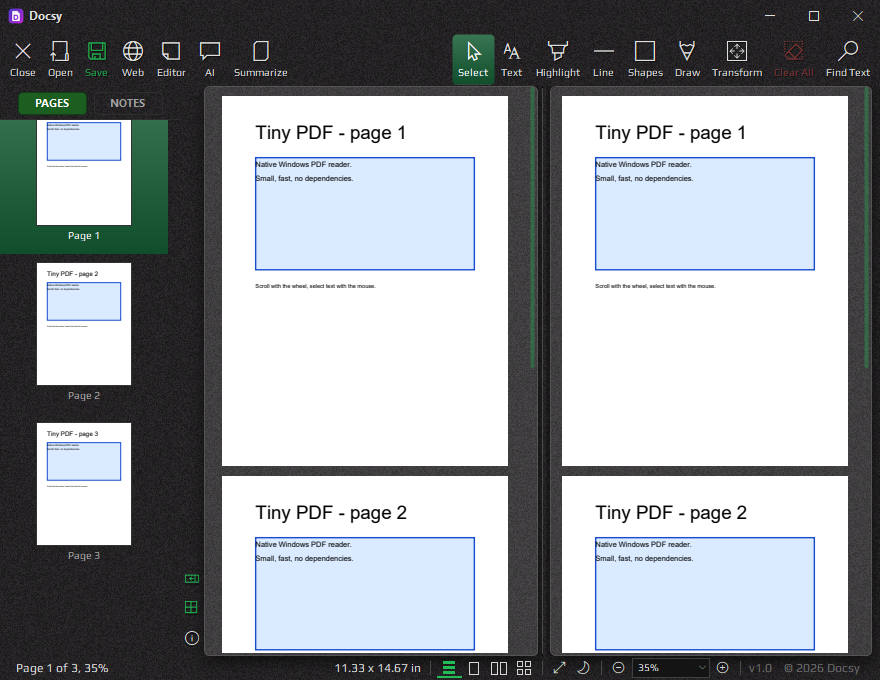 Docsy
Close
Open
Save
Web
Editor
AI
Summarize
Select
Text
Highlight
Line
Shapes
Draw
Transform
Clear All
Find Text
PAGES
NOTES
Page 1
Tiny PDF - page 2
Page 2
Tiny PDF - page 3
Page 3
Tiny PDF - page 1
Native Windows PDF reader.
Small, fast, no dependencies.
Scroll with the wheel, select text with the mouse.
Tiny PDF - page 2
Native Windows PDF reader.
Small, fast, no dependencies.
Tiny PDF - page 1
Native Windows PDF reader.
Small, fast, no dependencies.
Scroll with the wheel, select text with the mouse.
Tiny PDF - page 2
Native Windows PDF reader.
Small, fast, no dependencies.
Page 1 of 3, 35%
11.33 x 14.67 in
35%
v1.0
© 2026 Docsy